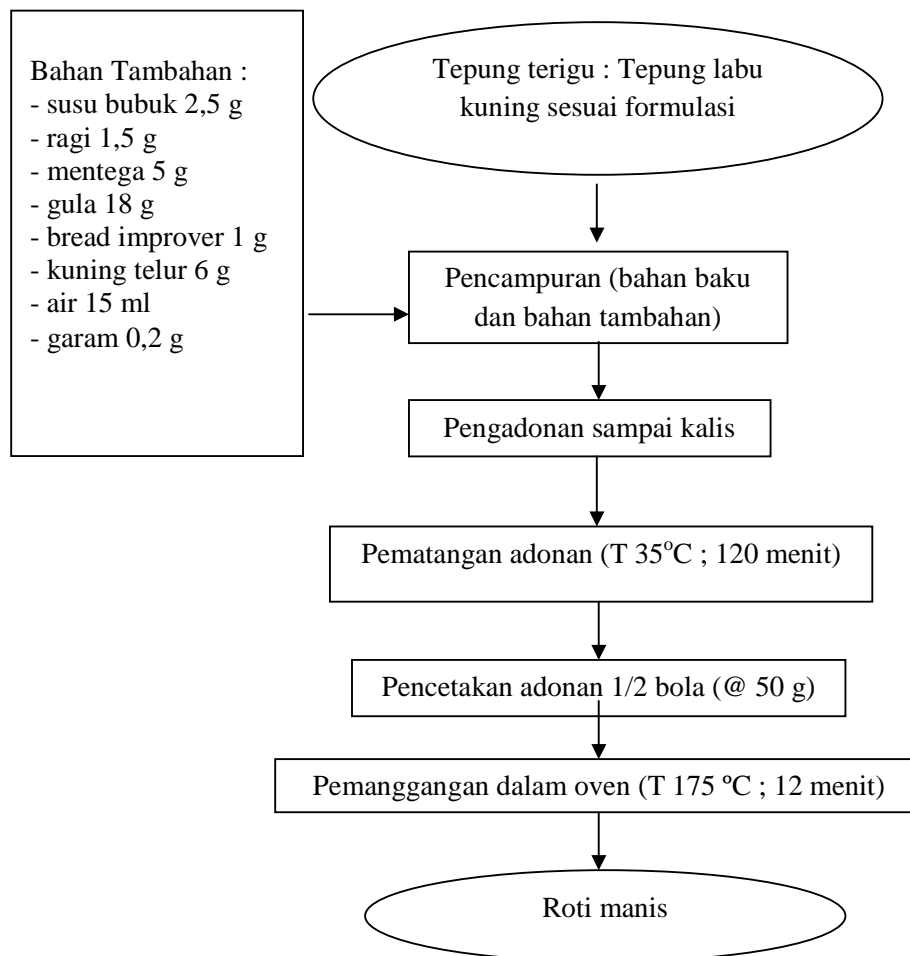 Bahan Tambahan :
- susu bubuk 2,5 g
- ragi 1,5 g
- mentega 5 g
- gula 18 g
- bread improver 1 g
- kuning telur 6 g
- air 15 ml
- garam 0,2 g
Tepung terigu : Tepung labu
kuning sesuai formulasi
Pencampuran (bahan baku
dan bahan tambahan)
Pengadonan sampai kalis
Pematangan adonan (T 35°C ; 120 menit)
Pencetakan adonan 1/2 bola (@ 50 g)
Pemanggangan dalam oven (T 175 ºC ; 12 menit)
Roti manis